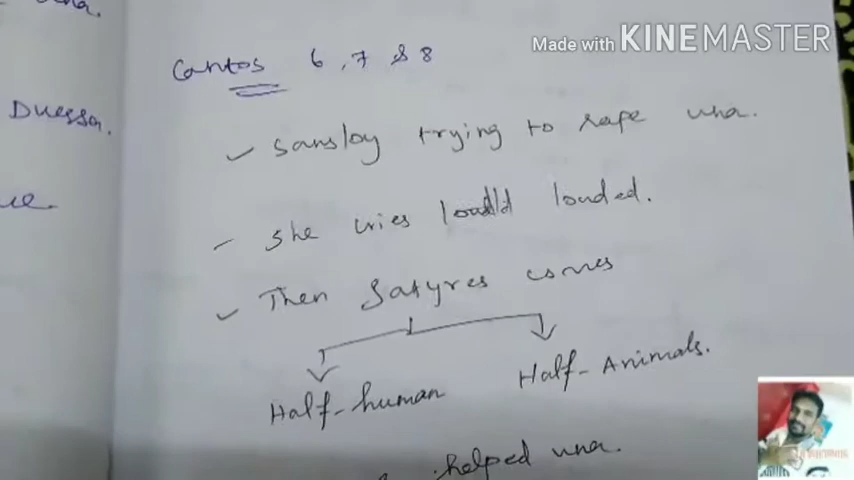 Made with KINEMASTER
Cantos 6, 7 & 8
Duessa.
sansloy trying to rape una.
she cries loudld louded.
Then Satyres comes
Half-human Half-Animals.
helped una.